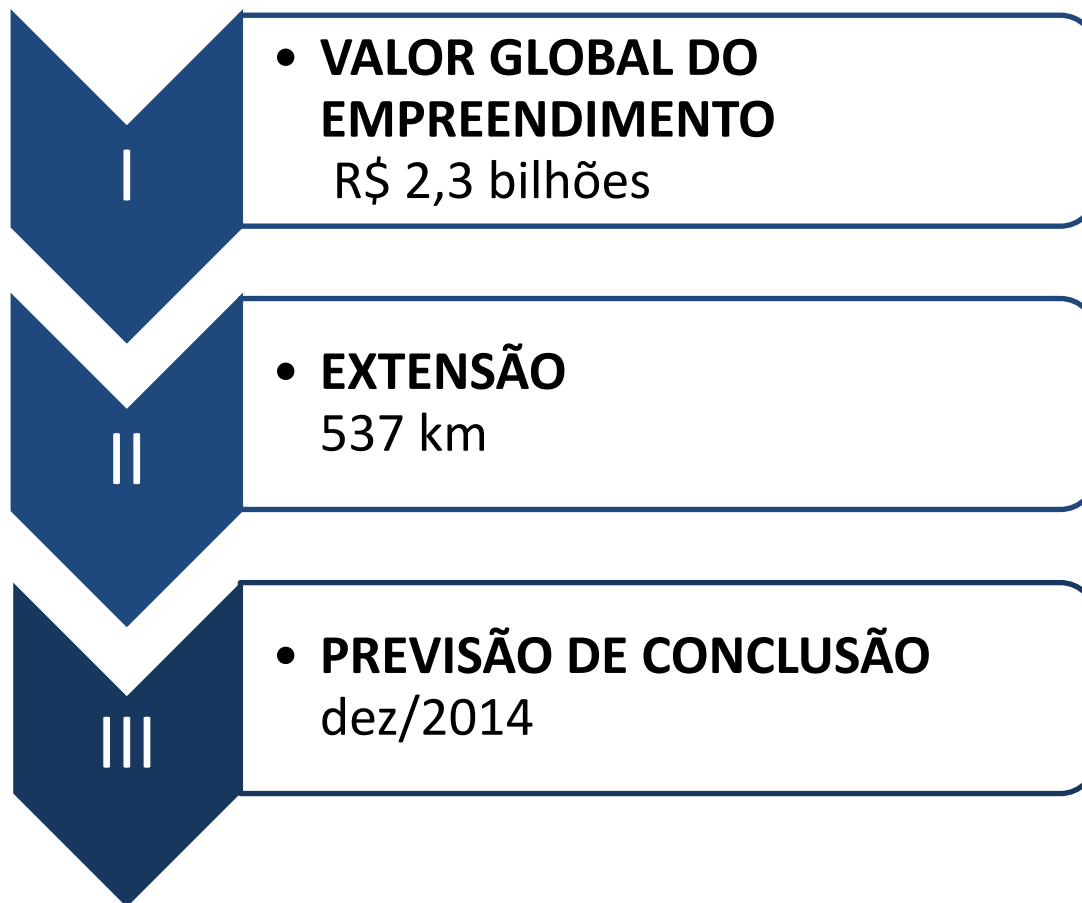 I
• VALOR GLOBAL DO
EMPREENDIMENTO
R$ 2,3 bilhões
II
• EXTENSÃO
537 km
III
• PREVISÃO DE CONCLUSÃO
dez/2014